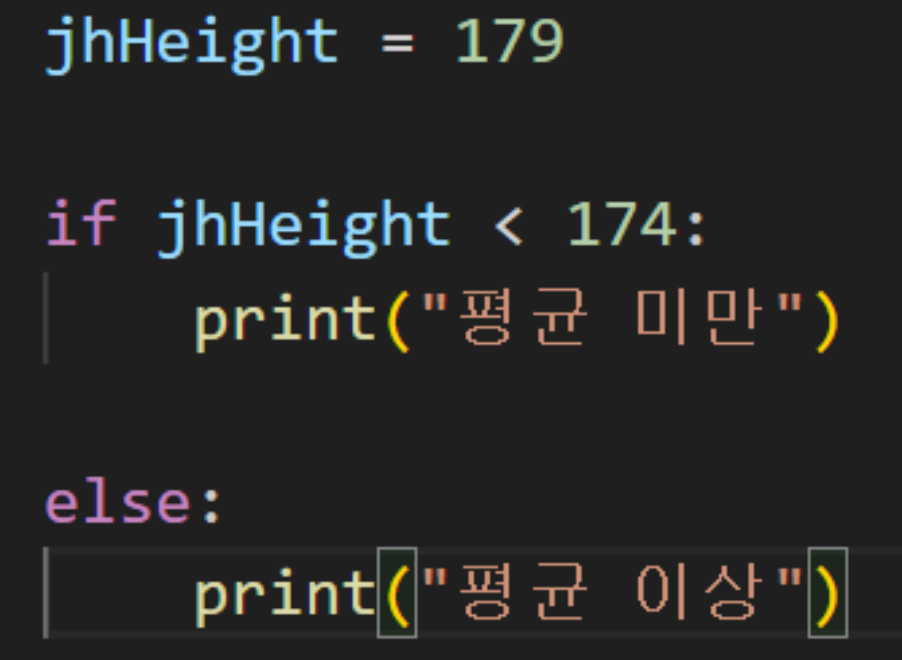 jhHeight = 179
if jhHeight < 174:
    print("평균 미만")
else:
    print("평균 이상")